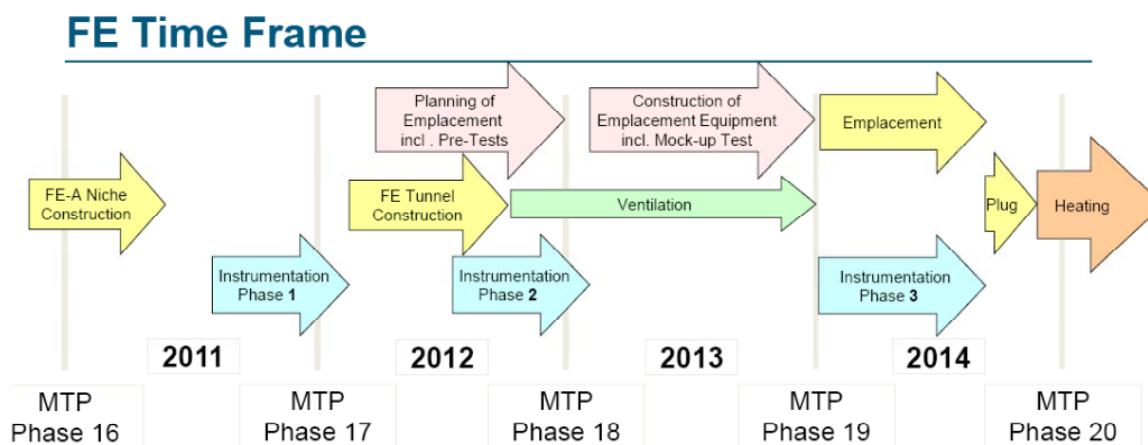 FE Time Frame
Planning of
Emplacement
incl . Pre-Tests
Construction of
Emplacement Equipment
incl. Mock-up Test
Emplacement
FE-A Niche
Construction
FE Tunnel
Construction
Ventilation
Plug
Heating
Instrumentation
Phase 1
Instrumentation
Phase 2
Instrumentation
Phase 3
2011
2012
2013
2014
MTP
Phase 16
MTP
Phase 17
MTP
Phase 18
MTP
Phase 19
MTP
Phase 20